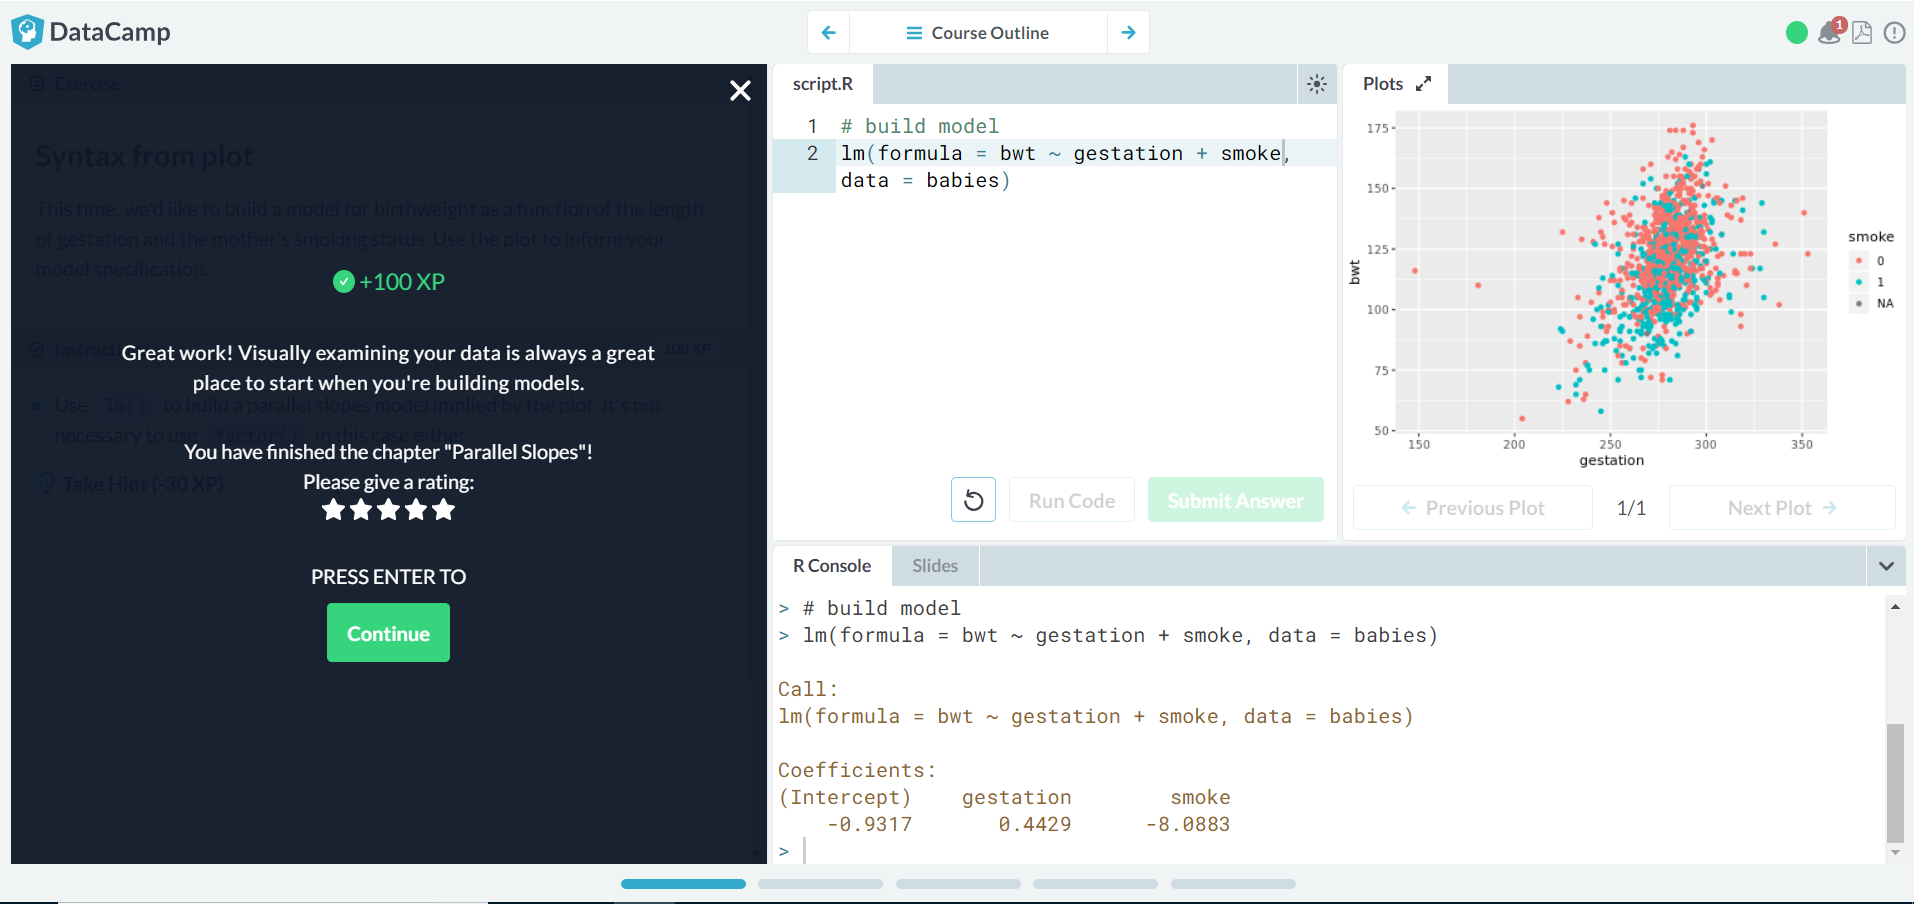 DataCamp
Course Outline
1
Exercise
Syntax from plot
This time, we'd like to build a model for birthweight as a function of the length
of gestation and the mother's smoking status. Use the plot to inform your
model specification.
+100 XP
100 XP
Great work! Visually examining your data is always a great
place to start when you're building models.
Use lm() to build a parallel slopes model implied by the plot. It's not
necessary to use factor() in this case either.
You have finished the chapter "Parallel Slopes"!
Take Hint (-30 XP)
Please give a rating:
PRESS ENTER TO
Continue
script.R
1 # build model
2 lm(formula = bwt ~ gestation + smoke,
data = babies)
Run Code
Submit Answer
Plots
175
150
125
100
75
50
150 200 250 300 350
bwt
gestation
smoke
0
1
NA
Previous Plot
1/1
Next Plot
R Console
Slides
> # build model
> lm(formula = bwt ~ gestation + smoke, data = babies)
Call:
lm(formula = bwt ~ gestation + smoke, data = babies)
Coefficients:
(Intercept) gestation smoke
-0.9317 0.4429 -8.0883
>